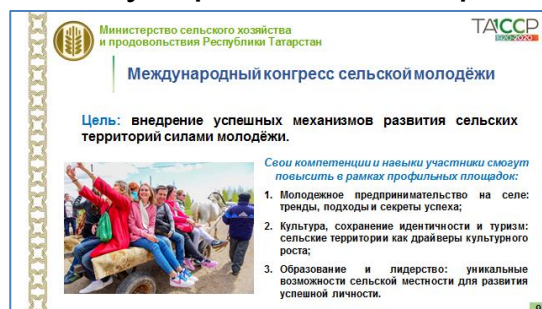 Министерство сельского хозяйства
и продовольствия Республики Татарстан
ТАССР
1920-2020
Международный конгресс сельской молодёжи
Цель: внедрение успешных механизмов развития сельских
территорий силами молодёжи.
Свои компетенции и навыки участники смогут
повысить в рамках профильных площадок:
1. Молодежное предпринимательство на селе:
тренды, подходы и секреты успеха;
2. Культура, сохранение идентичности и туризм:
сельские территории как драйверы культурного
роста;
3. Образование и лидерство: уникальные
возможности сельской местности для развития
успешной личности.